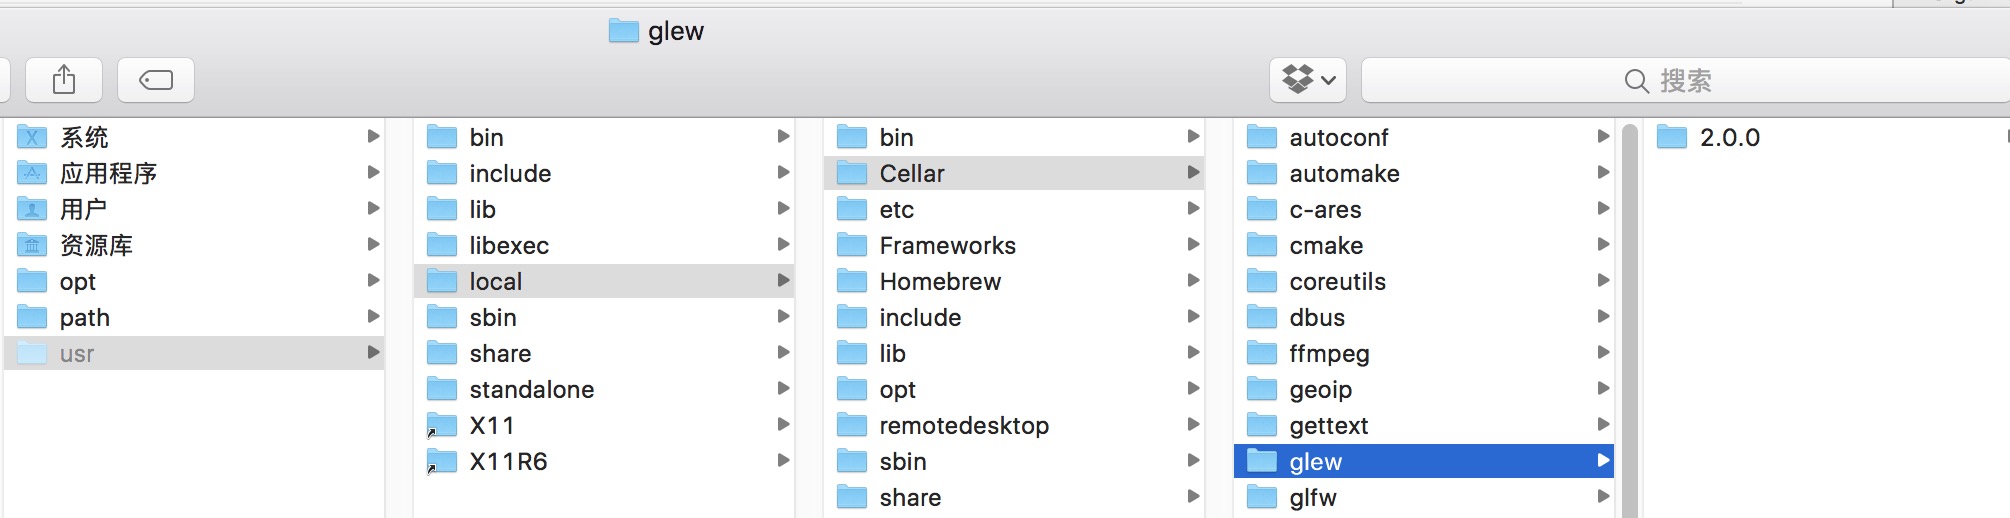 glew
搜索
系统
应用程序
用户
资源库
opt
path
usr
bin
include
lib
libexec
local
sbin
share
standalone
X11
X11R6
bin
Cellar
etc
Frameworks
Homebrew
include
lib
opt
remotedesktop
sbin
share
autoconf
automake
c-ares
cmake
coreutils
dbus
ffmpeg
geoip
gettext
glew
glfw
2.0.0